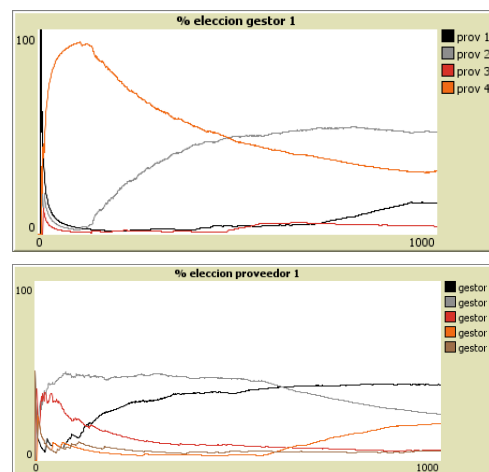 % eleccion gestor 1
100
prov 1
prov 2
prov 3
prov 4
0
0
1000
% eleccion proveedor 1
100
gestor
gestor
gestor
gestor
gestor
0
0
1000